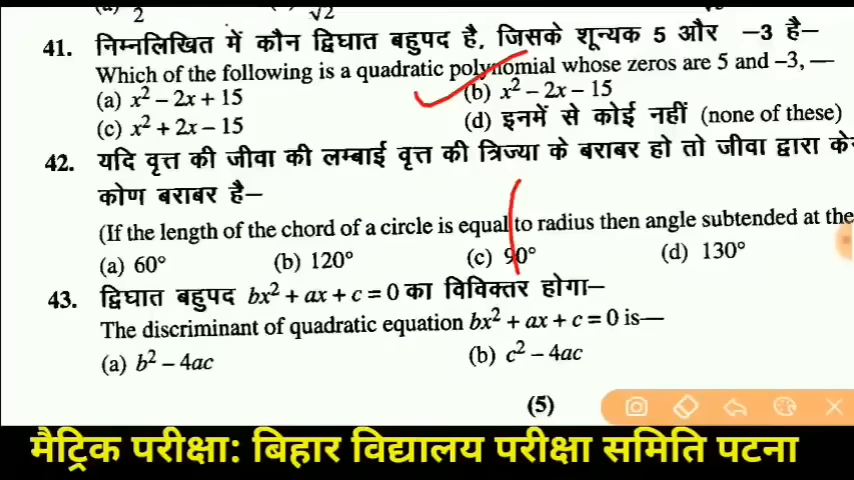 2
√2
41. निम्नलिखित में कौन द्विघात बहुपद है, जिसके शून्यक 5 और –3 है–
Which of the following is a quadratic polynomial whose zeros are 5 and –3, —
(a) x² – 2x + 15 (b) x² – 2x – 15
(c) x² + 2x – 15 (d) इनमें से कोई नहीं (none of these)
42. यदि वृत्त की जीवा की लम्बाई वृत्त की त्रिज्या के बराबर हो तो जीवा द्वारा
कोण बराबर है–
(If the length of the chord of a circle is equal to radius then angle subtended at the
(a) 60° (b) 120° (c) 90° (d) 130°
43. द्विघात बहुपद bx² + ax + c = 0 का विविक्तर होगा–
The discriminant of quadratic equation bx² + ax + c = 0 is—
(a) b² – 4ac (b) c² – 4ac
(5)
मैट्रिक परीक्षा: बिहार विद्यालय परीक्षा समिति पटना